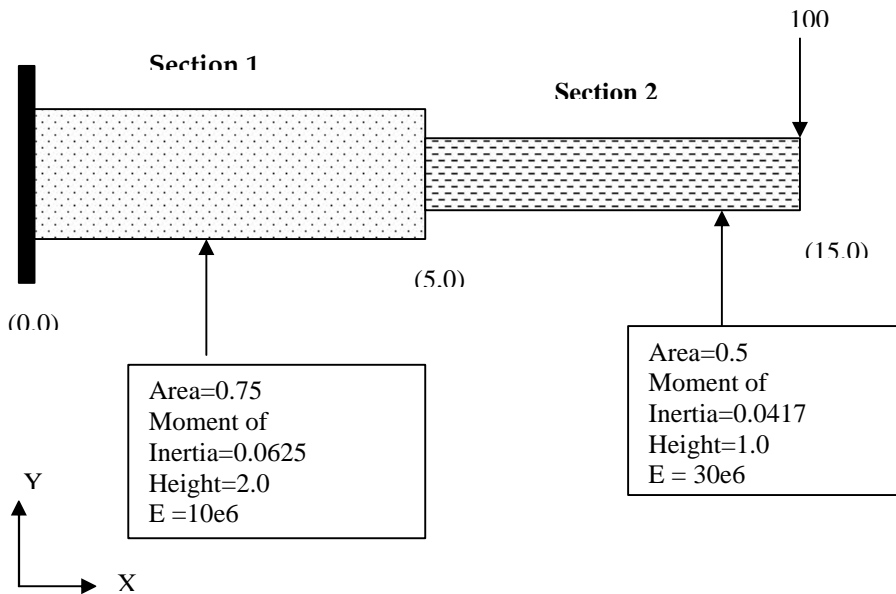 100
Section 1
Section 2
(15,0)
(5,0)
(0,0)
Area=0.75
Moment of
Inertia=0.0625
Height=2.0
E =10e6
Area=0.5
Moment of
Inertia=0.0417
Height=1.0
E = 30e6
Y
X